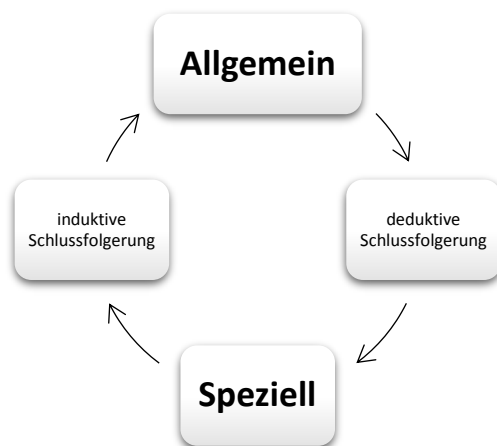 Allgemein
induktive
Schlussfolgerung
deduktive
Schlussfolgerung
Speziell